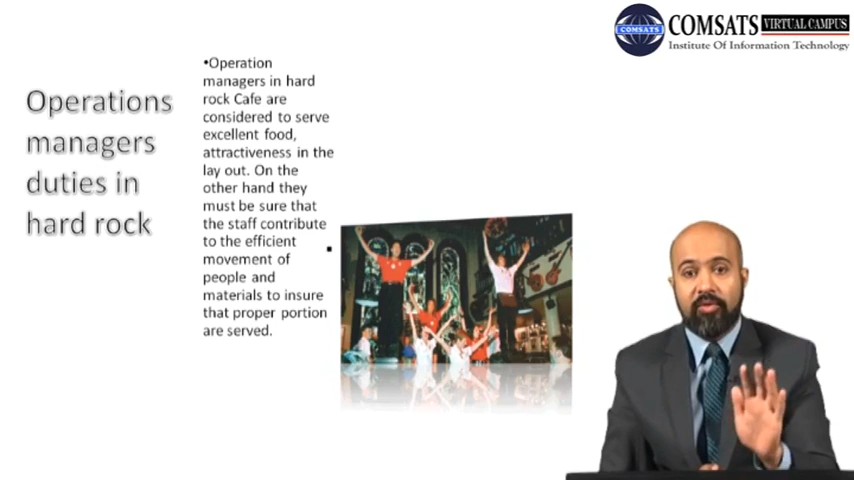 COMSATS VIRTUAL CAMPUS
Institute Of Information Technology
COMSATS
Operations
managers
duties in
hard rock
•Operation
managers in hard
rock Cafe are
considered to serve
excellent food,
attractiveness in the
lay out. On the
other hand they
must be sure that
the staff contribute
to the efficient
movement of
people and
materials to insure
that proper portion
are served.